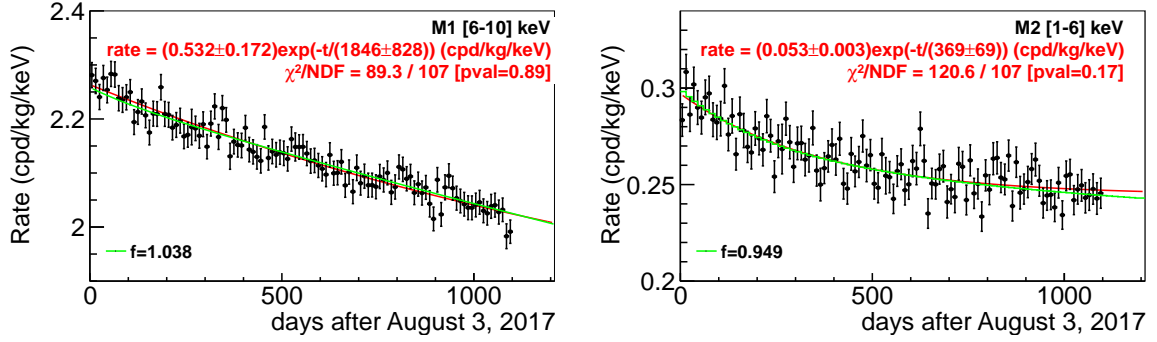 M1 [6-10] keV
rate = (0.532±0.172)exp(-t/(1846±828)) (cpd/kg/keV)
χ²/NDF = 89.3 / 107 [pval=0.89]
Rate (cpd/kg/keV)
2.4
2.2
2
f=1.038
0
500
1000
days after August 3, 2017
M2 [1-6] keV
rate = (0.053±0.003)exp(-t/(369±69)) (cpd/kg/keV)
χ²/NDF = 120.6 / 107 [pval=0.17]
Rate (cpd/kg/keV)
0.3
0.25
0.2
f=0.949
0
500
1000
days after August 3, 2017